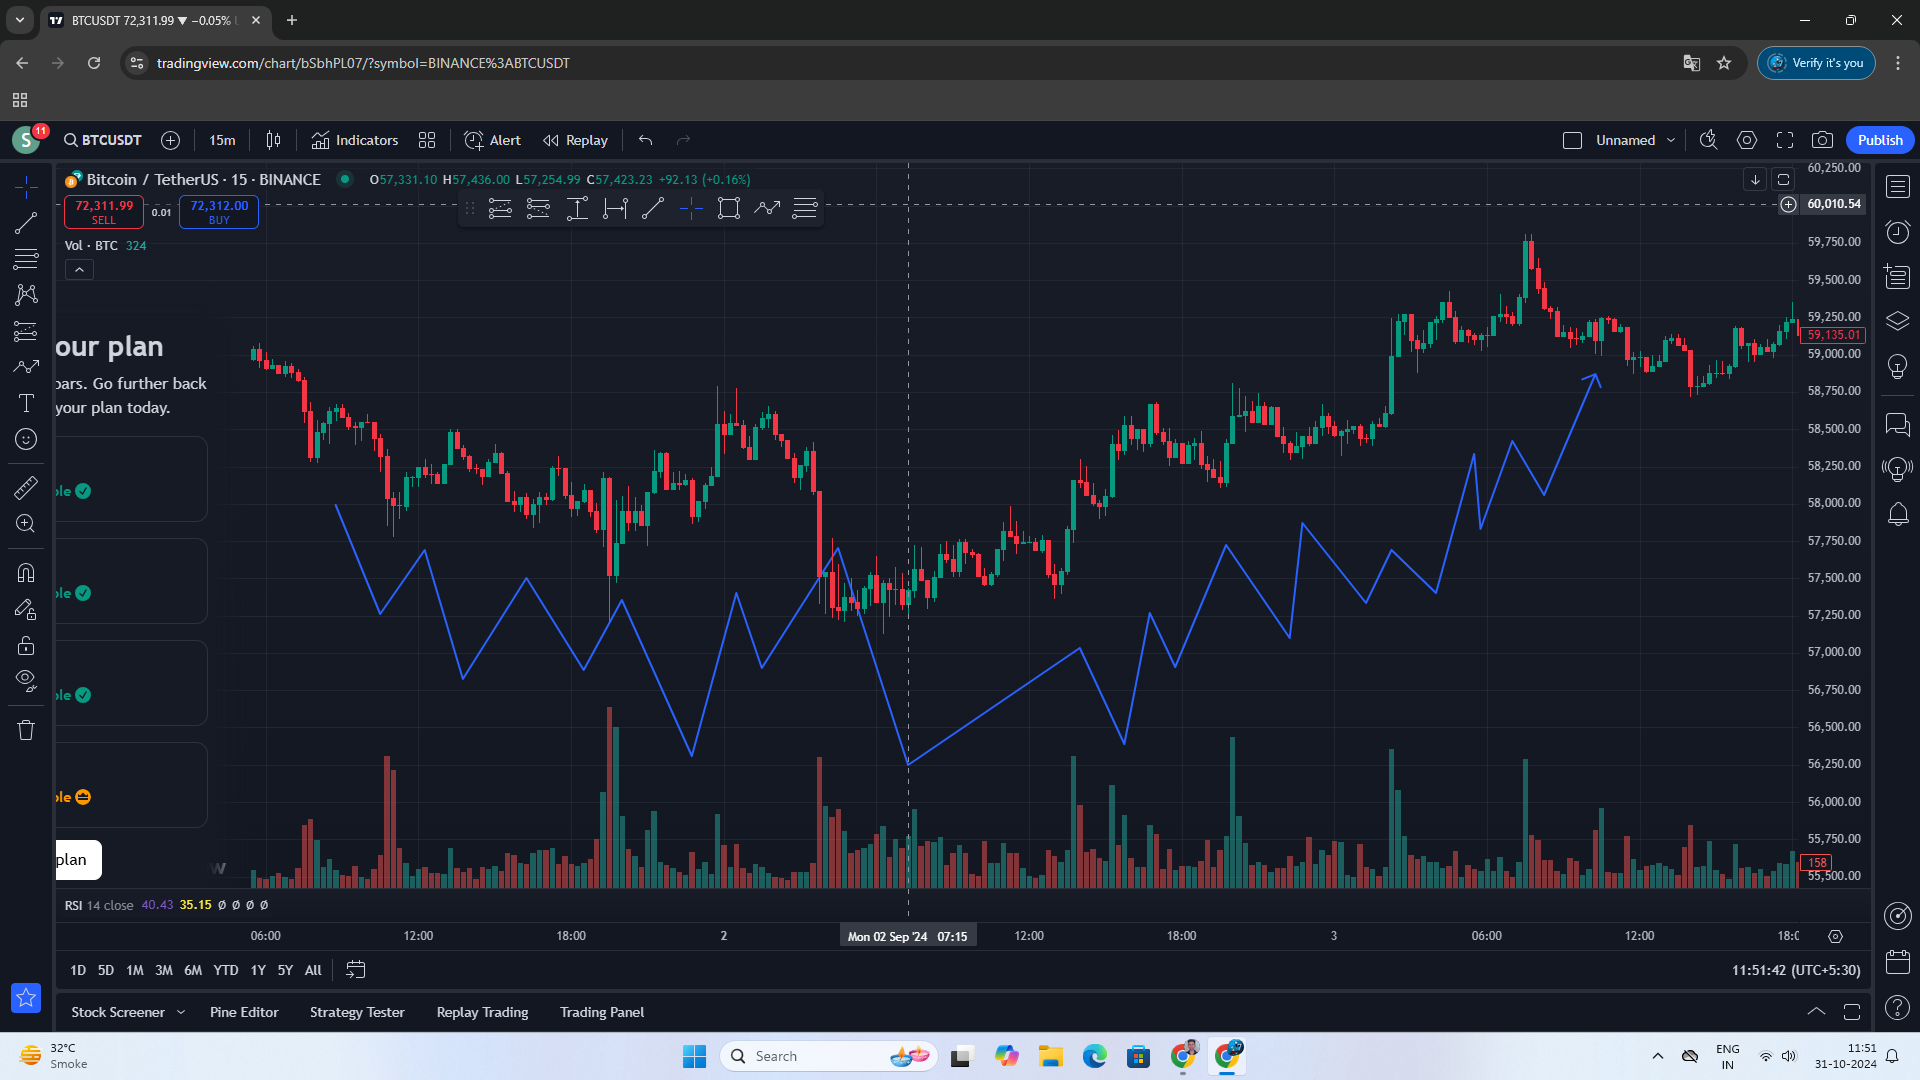 BTCUSDT 72,311.99 ▼ −0.05%
tradingview.com/chart/bSbhPL07/?symbol=BINANCE%3ABTCUSDT
Verify it's you
S 11 BTCUSDT 15m Indicators Alert Replay Unnamed Publish
Bitcoin / TetherUS · 15 · BINANCE O57,331.10 H57,436.00 L57,254.99 C57,423.23 +92.13 (+0.16%)
72,311.99 SELL 0.01 72,312.00 BUY
Vol · BTC 324
our plan
bars. Go further back
your plan today.
ble
ble
ble
ble
plan
60,250.00
60,010.54
59,750.00
59,500.00
59,250.00
59,135.01
59,000.00
58,750.00
58,500.00
58,250.00
58,000.00
57,750.00
57,500.00
57,250.00
57,000.00
56,750.00
56,500.00
56,250.00
56,000.00
55,750.00
158
55,500.00
RSI 14 close 40.43 35.15 Ø Ø Ø Ø
06:00 12:00 18:00 2 Mon 02 Sep '24 07:15 12:00 18:00 3 06:00 12:00 18:0
1D 5D 1M 3M 6M YTD 1Y 5Y All 11:51:42 (UTC+5:30)
Stock Screener Pine Editor Strategy Tester Replay Trading Trading Panel
32°C
Smoke
Search
ENG
IN
11:51
31-10-2024